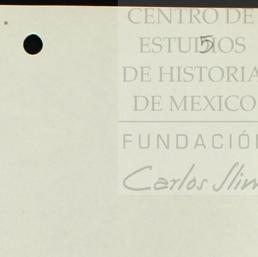 CENTRO DE
ESTUDIOS
5
DE HISTORIA
DE MEXICO
FUNDACIÓN
Carlos Slim